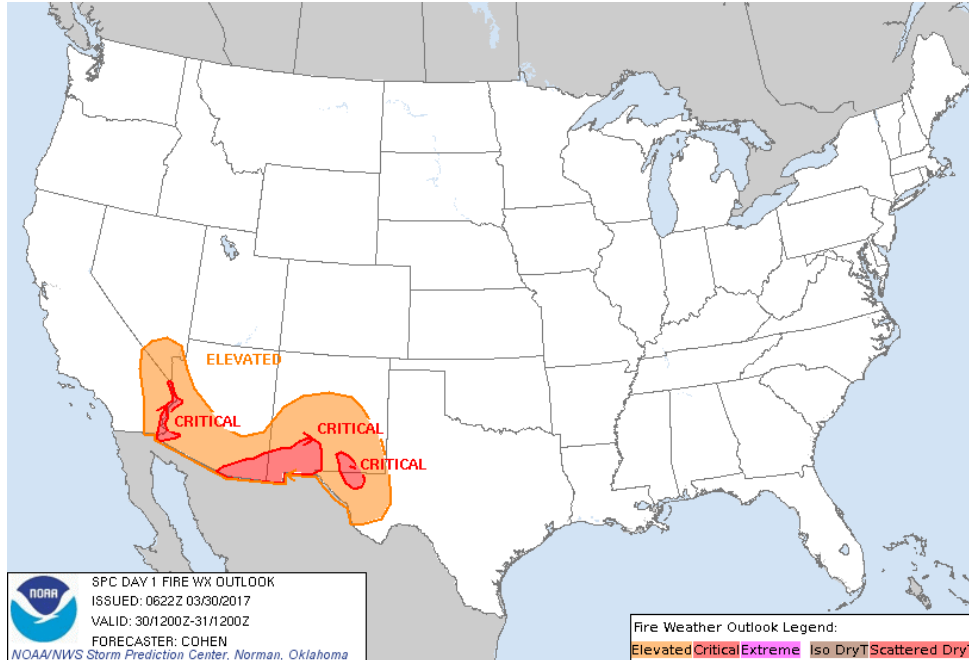 ELEVATED
CRITICAL
CRITICAL
CRITICAL
NOAA
SPC DAY 1 FIRE WX OUTLOOK
ISSUED: 0622Z 03/30/2017
VALID: 30/1200Z-31/1200Z
FORECASTER: COHEN
NOAA/NWS Storm Prediction Center, Norman, Oklahoma
Fire Weather Outlook Legend:
Elevated Critical Extreme Iso DryT Scattered Dry